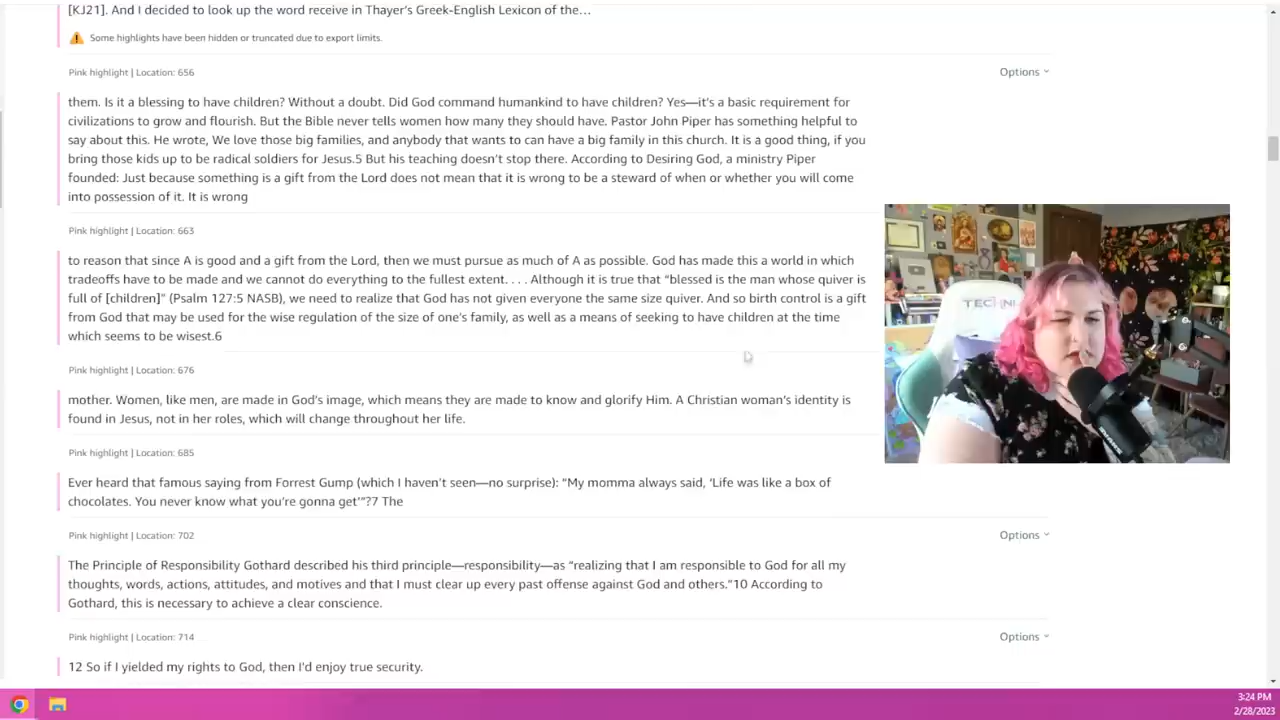 [KJ21]. And I decided to look up the word receive in Thayer's Greek-English Lexicon of the…
Some highlights have been hidden or truncated due to export limits.
Pink highlight | Location: 656
Options
them. Is it a blessing to have children? Without a doubt. Did God command humankind to have children? Yes—it's a basic requirement for
civilizations to grow and flourish. But the Bible never tells women how many they should have. Pastor John Piper has something helpful to
say about this. He wrote, We love those big families, and anybody that wants to can have a big family in this church. It is a good thing, if you
bring those kids up to be radical soldiers for Jesus.5 But his teaching doesn't stop there. According to Desiring God, a ministry Piper
founded: Just because something is a gift from the Lord does not mean that it is wrong to be a steward of when or whether you will come
into possession of it. It is wrong
Pink highlight | Location: 663
to reason that since A is good and a gift from the Lord, then we must pursue as much of A as possible. God has made this a world in which
tradeoffs have to be made and we cannot do everything to the fullest extent. . . . Although it is true that "blessed is the man whose quiver is
full of [children]" (Psalm 127:5 NASB), we need to realize that God has not given everyone the same size quiver. And so birth control is a gift
from God that may be used for the wise regulation of the size of one's family, as well as a means of seeking to have children at the time
which seems to be wisest.6
Pink highlight | Location: 676
mother. Women, like men, are made in God's image, which means they are made to know and glorify Him. A Christian woman's identity is
found in Jesus, not in her roles, which will change throughout her life.
Pink highlight | Location: 685
Ever heard that famous saying from Forrest Gump (which I haven't seen—no surprise): "My momma always said, 'Life was like a box of
chocolates. You never know what you're gonna get'"?7 The
Pink highlight | Location: 702
Options
The Principle of Responsibility Gothard described his third principle—responsibility—as "realizing that I am responsible to God for all my
thoughts, words, actions, attitudes, and motives and that I must clear up every past offense against God and others."10 According to
Gothard, this is necessary to achieve a clear conscience.
Pink highlight | Location: 714
Options
12 So if I yielded my rights to God, then I'd enjoy true security.
TECHNI
3:24 PM
2/28/2023